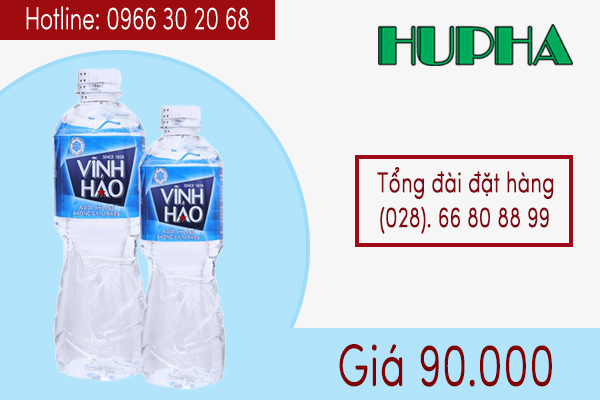 Hotline: 0966 30 20 68
HUPHA
SINCE 1928
VĨNH
HẢO
SINCE 1928
VĨNH
HẢO
Tổng đài đặt hàng
(028). 66 80 88 99
Giá 90.000